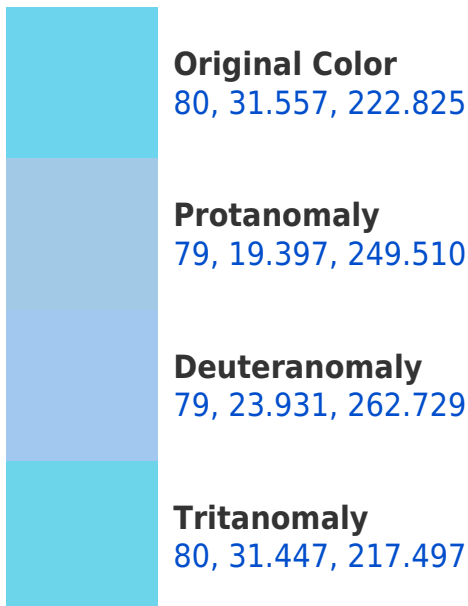 Original Color
80, 31.557, 222.825
Protanomaly
79, 19.397, 249.510
Deuteranomaly
79, 23.931, 262.729
Tritanomaly
80, 31.447, 217.497